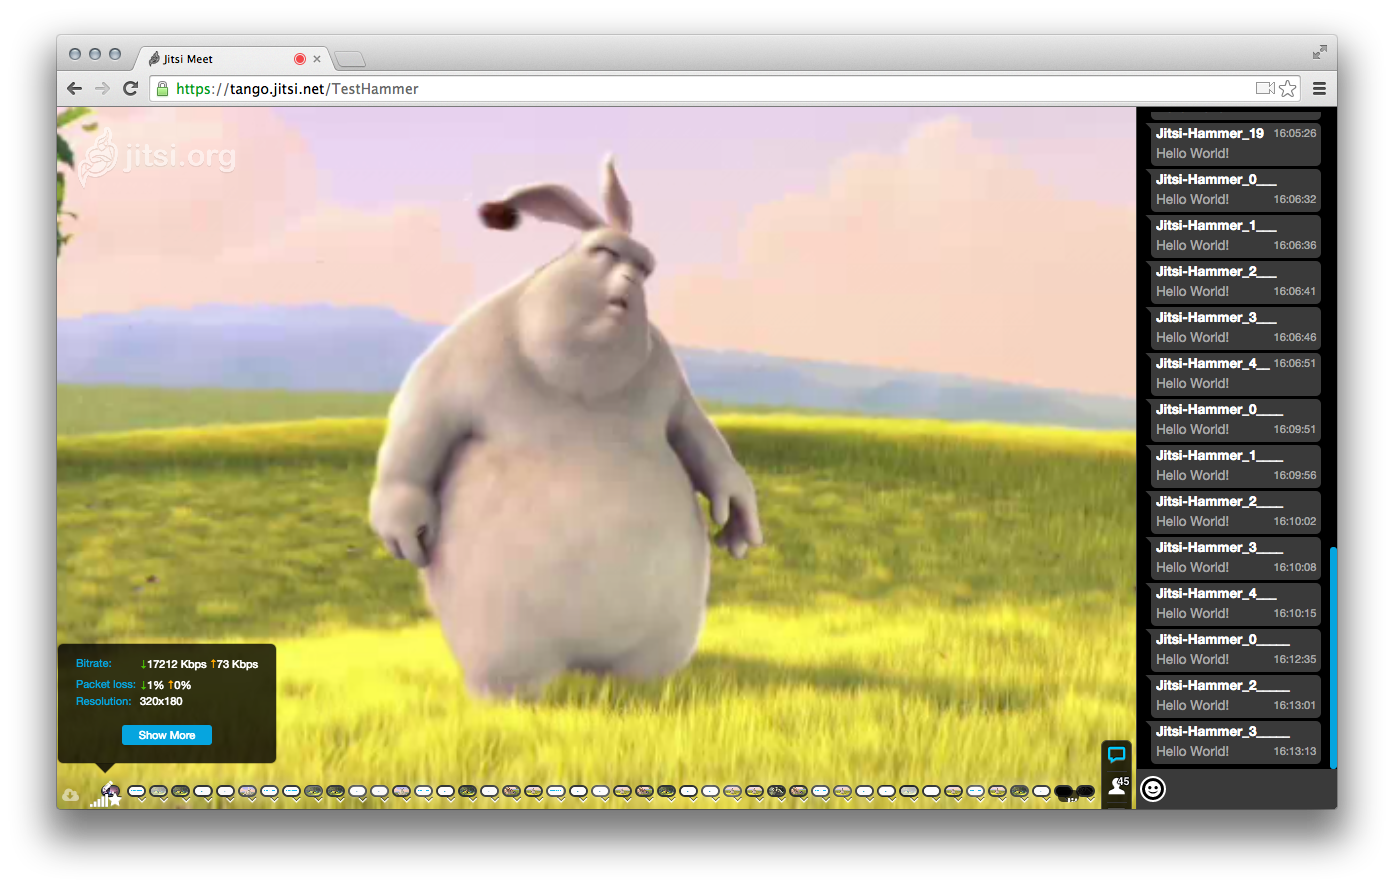 Jitsi Meet
https://tango.jitsi.net/TestHammer
jitsi.org
Bitrate: ↓17212 Kbps ↑73 Kbps
Packet loss: ↓1% ↑0%
Resolution: 320x180
Show More
45
Jitsi-Hammer_19 16:05:26
Hello World!
Jitsi-Hammer_0___
Hello World! 16:06:32
Jitsi-Hammer_1___
Hello World! 16:06:36
Jitsi-Hammer_2___
Hello World! 16:06:41
Jitsi-Hammer_3___
Hello World! 16:06:46
Jitsi-Hammer_4__ 16:06:51
Hello World!
Jitsi-Hammer_0____
Hello World! 16:09:51
Jitsi-Hammer_1____
Hello World! 16:09:56
Jitsi-Hammer_2____
Hello World! 16:10:02
Jitsi-Hammer_3____
Hello World! 16:10:08
Jitsi-Hammer_4___
Hello World! 16:10:15
Jitsi-Hammer_0_____
Hello World! 16:12:35
Jitsi-Hammer_2_____
Hello World! 16:13:01
Jitsi-Hammer_3_____
Hello World! 16:13:13